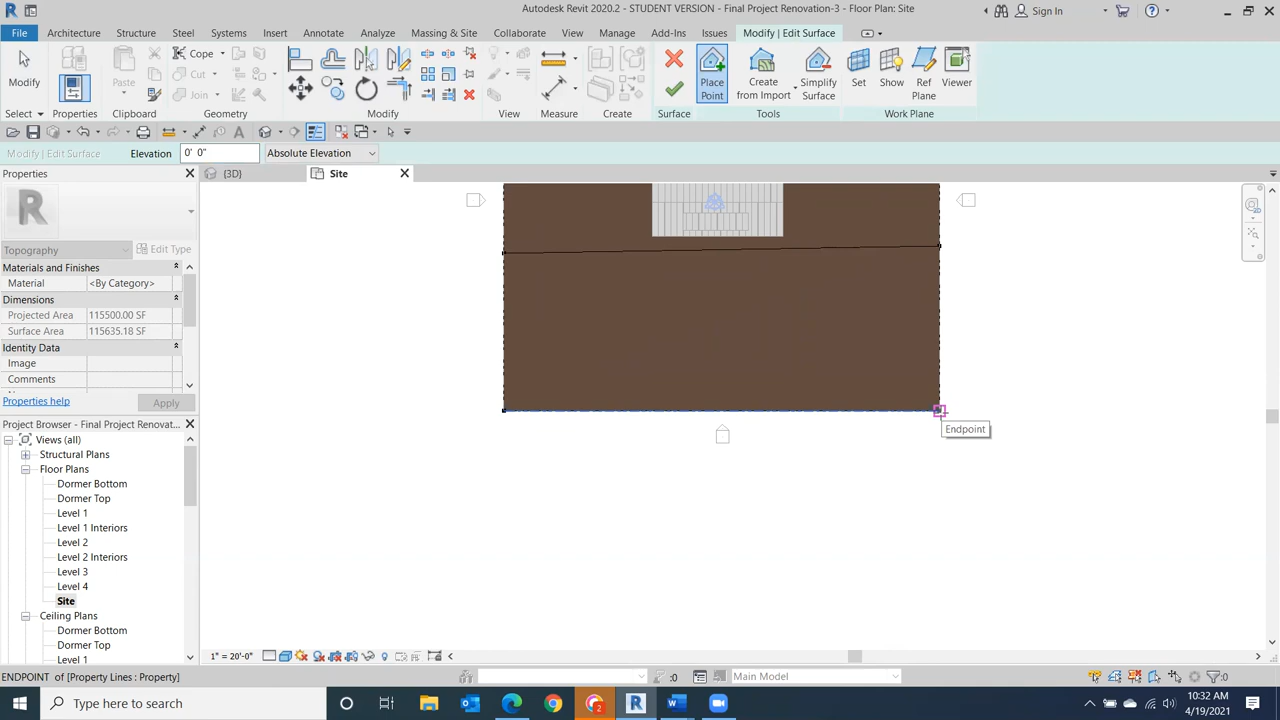 Autodesk Revit 2020.2 - STUDENT VERSION - Final Project Renovation-3 - Floor Plan: Site
Sign In
File Architecture Structure Steel Systems Insert Annotate Analyze Massing & Site Collaborate View Manage Add-Ins Issues Modify | Edit Surface
Modify
Paste
Cope
Cut
Join
Place Point
Create from Import
Simplify Surface
Set
Show
Ref Plane
Viewer
Select Properties Clipboard Geometry Modify View Measure Create Surface Tools Work Plane
Modify | Edit Surface Elevation 0' 0" Absolute Elevation
Properties
{3D}
Site
Topography
Edit Type
Materials and Finishes
Material <By Category>
Dimensions
Projected Area 115500.00 SF
Surface Area 115635.18 SF
Identity Data
Image
Comments
Properties help
Apply
Endpoint
Project Browser - Final Project Renovat...
Views (all)
Structural Plans
Floor Plans
Dormer Bottom
Dormer Top
Level 1
Level 1 Interiors
Level 2
Level 2 Interiors
Level 3
Level 4
Site
Ceiling Plans
Dormer Bottom
Dormer Top
Level 1
1" = 20'-0"
ENDPOINT of [Property Lines : Property]
:0
Main Model
:0
Type here to search
2
10:32 AM
4/19/2021